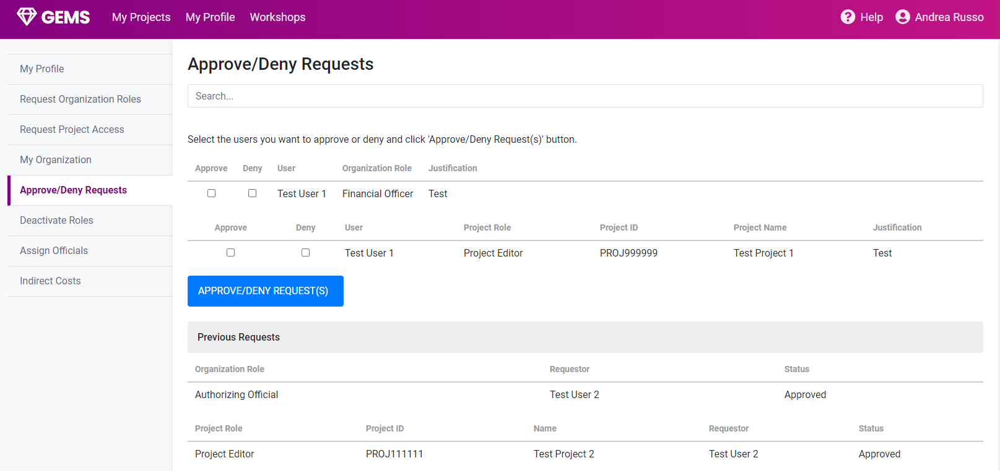 GEMS My Projects My Profile Workshops ? Help Andrea Russo
My Profile
Request Organization Roles
Request Project Access
My Organization
Approve/Deny Requests
Deactivate Roles
Assign Officials
Indirect Costs
Approve/Deny Requests
Search...
Select the users you want to approve or deny and click 'Approve/Deny Request(s)' button.
Approve Deny User Organization Role Justification
Test User 1 Financial Officer Test
Approve Deny User Project Role Project ID Project Name Justification
Test User 1 Project Editor PROJ999999 Test Project 1 Test
APPROVE/DENY REQUEST(S)
Previous Requests
Organization Role Requestor Status
Authorizing Official Test User 2 Approved
Project Role Project ID Name Requestor Status
Project Editor PROJ111111 Test Project 2 Test User 2 Approved